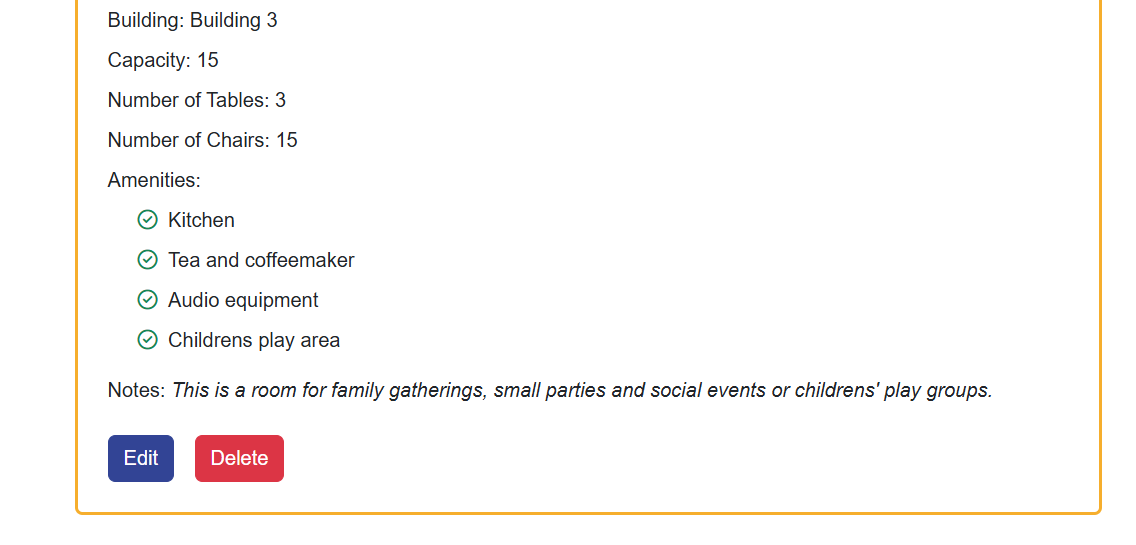 Building: Building 3
Capacity: 15
Number of Tables: 3
Number of Chairs: 15
Amenities:
Kitchen
Tea and coffeemaker
Audio equipment
Childrens play area
Notes: This is a room for family gatherings, small parties and social events or childrens' play groups.
Edit Delete